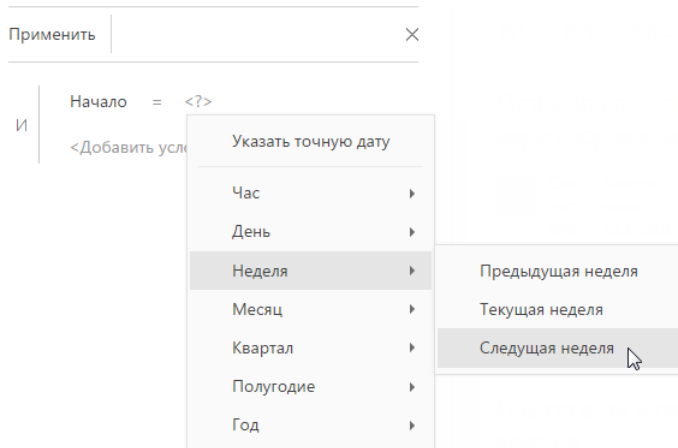 Применить
Начало = <?>
И
<Добавить усл
Указать точную дату
Час
День
Неделя
Месяц
Квартал
Полугодие
Год
Предыдущая неделя
Текущая неделя
Следущая неделя